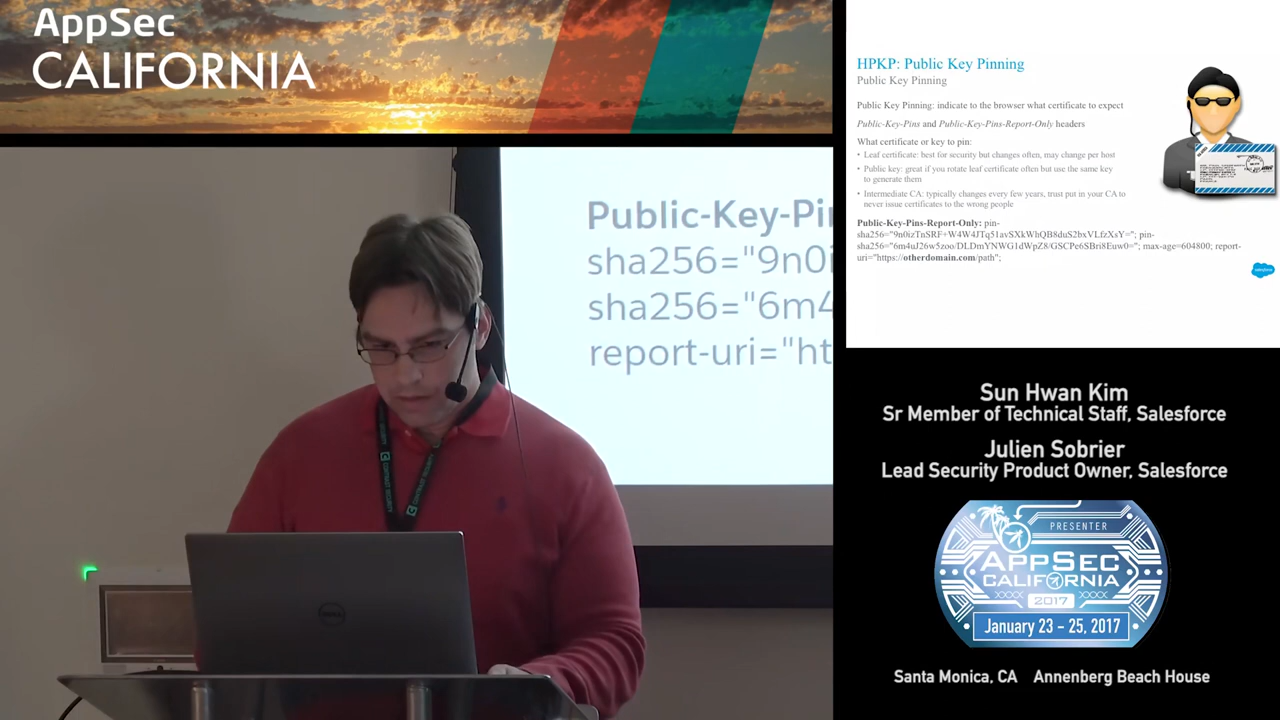 AppSec
CALIFORNIA
Public-Key-Pi
sha256="9n0i
sha256="6m4
report-uri="ht
CONTRAST SECURITY
DELL
HPKP: Public Key Pinning
Public Key Pinning
Public Key Pinning: indicate to the browser what certificate to expect
Public-Key-Pins and Public-Key-Pins-Report-Only headers
What certificate or key to pin:
• Leaf certificate: best for security but changes often, may change per host
• Public key: great if you rotate leaf certificate often but use the same key
to generate them
• Intermediate CA: typically changes every few years, trust put in your CA to
never issue certificates to the wrong people
Public-Key-Pins-Report-Only: pin-
sha256="9n0izTnSRF+W4W4JTq51avSXkWhQB8duS2bxVLfzXsY="; pin-
sha256="6m4uJ26w5zoo/DLDmYNWG1dWpZ8/GSCPe6SBri8Euw0="; max-age=604800; report-
uri="https://otherdomain.com/path";
salesforce
Sun Hwan Kim
Sr Member of Technical Staff, Salesforce
Julien Sobrier
Lead Security Product Owner, Salesforce
PRESENTER
APPSEC
CALIFORNIA
2017
January 23 - 25, 2017
Santa Monica, CA Annenberg Beach House